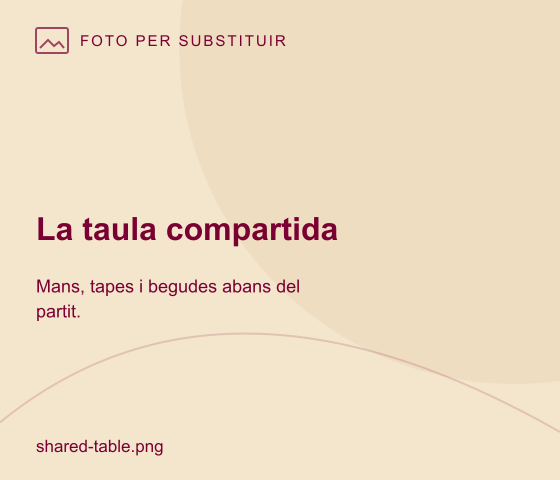 FOTO PER SUBSTITUIR
La taula compartida
Mans, tapes i begudes abans del
partit.
shared-table.png